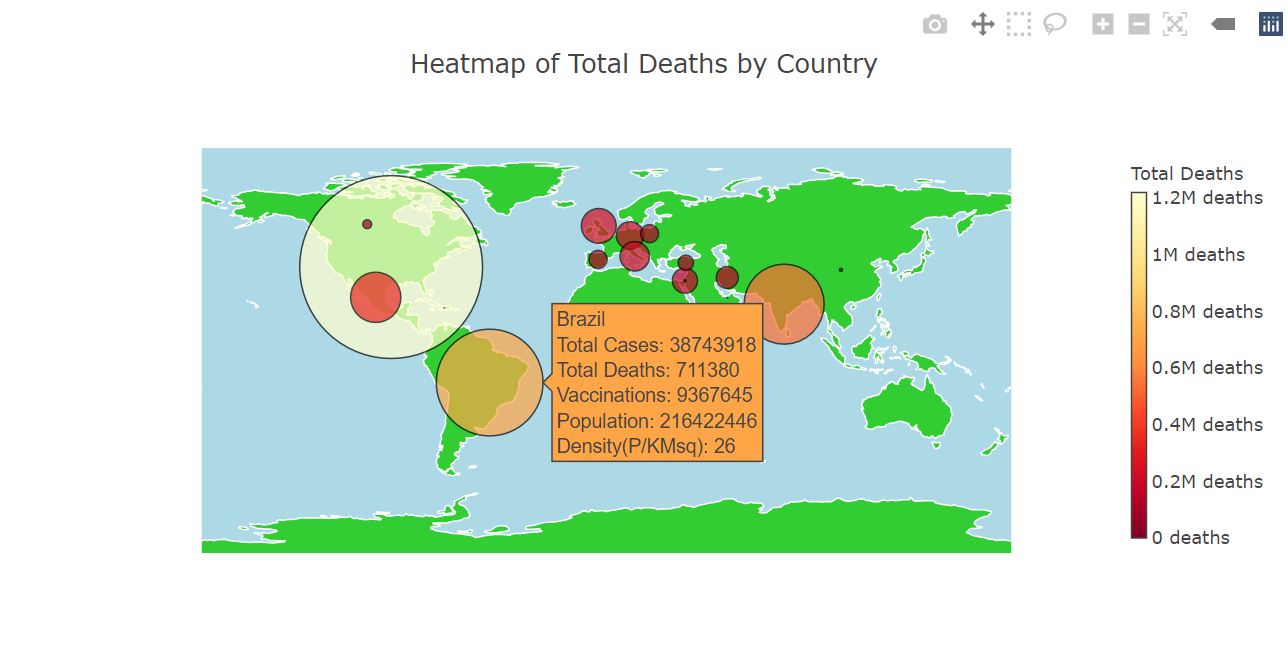 Heatmap of Total Deaths by Country
Total Deaths
1.2M deaths
1M deaths
0.8M deaths
0.6M deaths
0.4M deaths
0.2M deaths
0 deaths
Brazil
Total Cases: 38743918
Total Deaths: 711380
Vaccinations: 9367645
Population: 216422446
Density(P/KMsq): 26